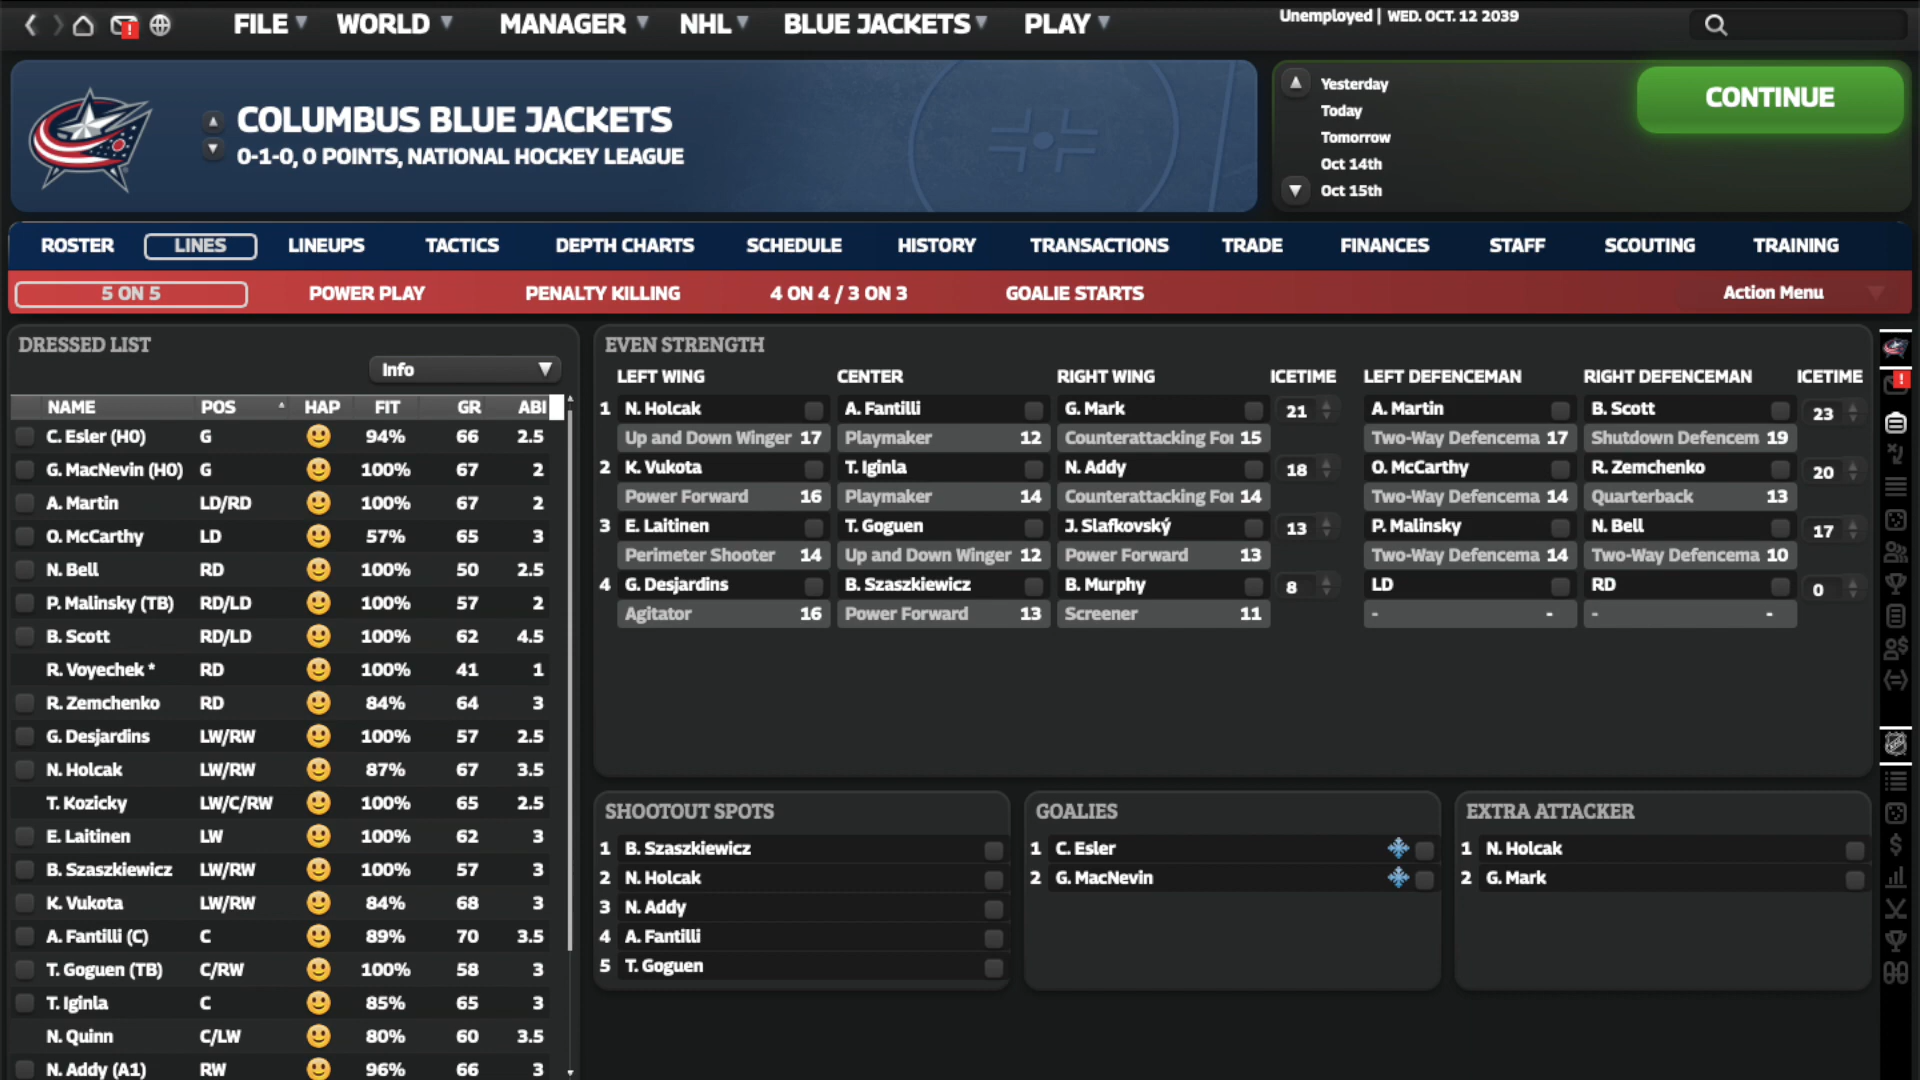 FILE WORLD MANAGER NHL BLUE JACKETS PLAY Unemployed | WED. OCT. 12 2039
COLUMBUS BLUE JACKETS
0-1-0, 0 POINTS, NATIONAL HOCKEY LEAGUE
Yesterday
Today
Tomorrow
Oct 14th
Oct 15th
CONTINUE
ROSTER LINES LINEUPS TACTICS DEPTH CHARTS SCHEDULE HISTORY TRANSACTIONS TRADE FINANCES STAFF SCOUTING TRAINING
5 ON 5 POWER PLAY PENALTY KILLING 4 ON 4 / 3 ON 3 GOALIE STARTS Action Menu
DRESSED LIST
Info
NAME POS HAP FIT GR ABI
C. Esler (H0) G 94% 66 2.5
G. MacNevin (H0) G 100% 67 2
A. Martin LD/RD 100% 67 2
O. McCarthy LD 57% 65 3
N. Bell RD 100% 50 2.5
P. Malinsky (TB) RD/LD 100% 57 2
B. Scott RD/LD 100% 62 4.5
R. Voyechek * RD 100% 41 1
R. Zemchenko RD 84% 64 3
G. Desjardins LW/RW 100% 57 2.5
N. Holcak LW/RW 87% 67 3.5
T. Kozicky LW/C/RW 100% 65 2.5
E. Laitinen LW 100% 62 3
B. Szaszkiewicz LW/RW 100% 57 3
K. Vukota LW/RW 84% 68 3
A. Fantilli (C) C 89% 70 3.5
T. Goguen (TB) C/RW 100% 58 3
T. Iginla C 85% 65 3
N. Quinn C/LW 80% 60 3.5
N. Addy (A1) RW 96% 66 3
EVEN STRENGTH
LEFT WING CENTER RIGHT WING ICETIME LEFT DEFENCEMAN RIGHT DEFENCEMAN ICETIME
1 N. Holcak A. Fantilli G. Mark 21 A. Martin B. Scott 23
Up and Down Winger 17 Playmaker 12 Counterattacking For 15 Two-Way Defencema 17 Shutdown Defencem 19
2 K. Vukota T. Iginla N. Addy 18 O. McCarthy R. Zemchenko 20
Power Forward 16 Playmaker 14 Counterattacking For 14 Two-Way Defencema 14 Quarterback 13
3 E. Laitinen T. Goguen J. Slafkovský 13 P. Malinsky N. Bell 17
Perimeter Shooter 14 Up and Down Winger 12 Power Forward 13 Two-Way Defencema 14 Two-Way Defencema 10
4 G. Desjardins B. Szaszkiewicz B. Murphy 8 LD RD 0
Agitator 16 Power Forward 13 Screener 11 - - - -
SHOOTOUT SPOTS
1 B. Szaszkiewicz
2 N. Holcak
3 N. Addy
4 A. Fantilli
5 T. Goguen
GOALIES
1 C. Esler
2 G. MacNevin
EXTRA ATTACKER
1 N. Holcak
2 G. Mark